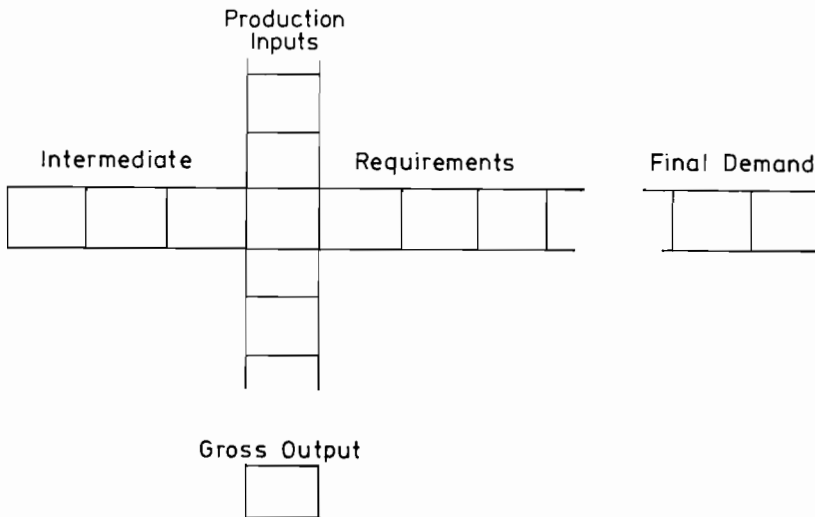 Production
Inputs
Intermediate
Requirements
Final Demand
Gross Output